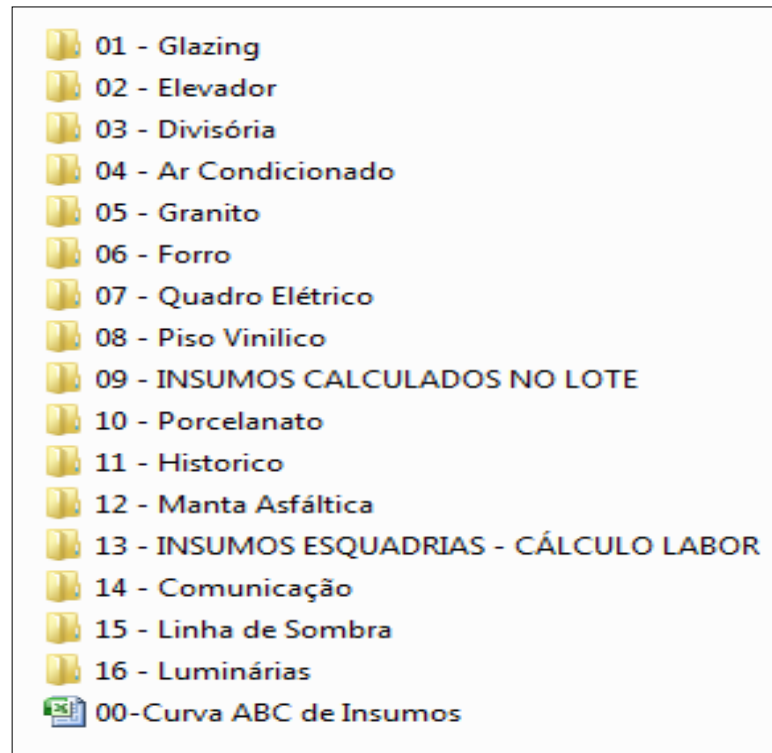 01 - Glazing
02 - Elevador
03 - Divisória
04 - Ar Condicionado
05 - Granito
06 - Forro
07 - Quadro Elétrico
08 - Piso Vinilico
09 - INSUMOS CALCULADOS NO LOTE
10 - Porcelanato
11 - Historico
12 - Manta Asfáltica
13 - INSUMOS ESQUADRIAS - CÁLCULO LABOR
14 - Comunicação
15 - Linha de Sombra
16 - Luminárias
00-Curva ABC de Insumos